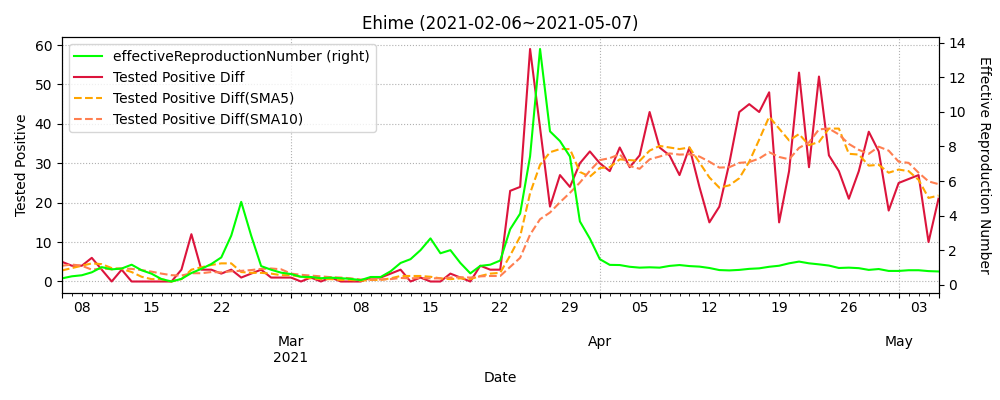 Ehime (2021-02-06~2021-05-07)
effectiveReproductionNumber (right)
Tested Positive Diff
Tested Positive Diff(SMA5)
Tested Positive Diff(SMA10)
Tested Positive
60
50
40
30
20
10
0
14
12
10
8
6
4
2
0
Effective Reproduction Number
08 15 22 08 15 22 29 05 12 19 26 03
Mar Apr May
2021
Date